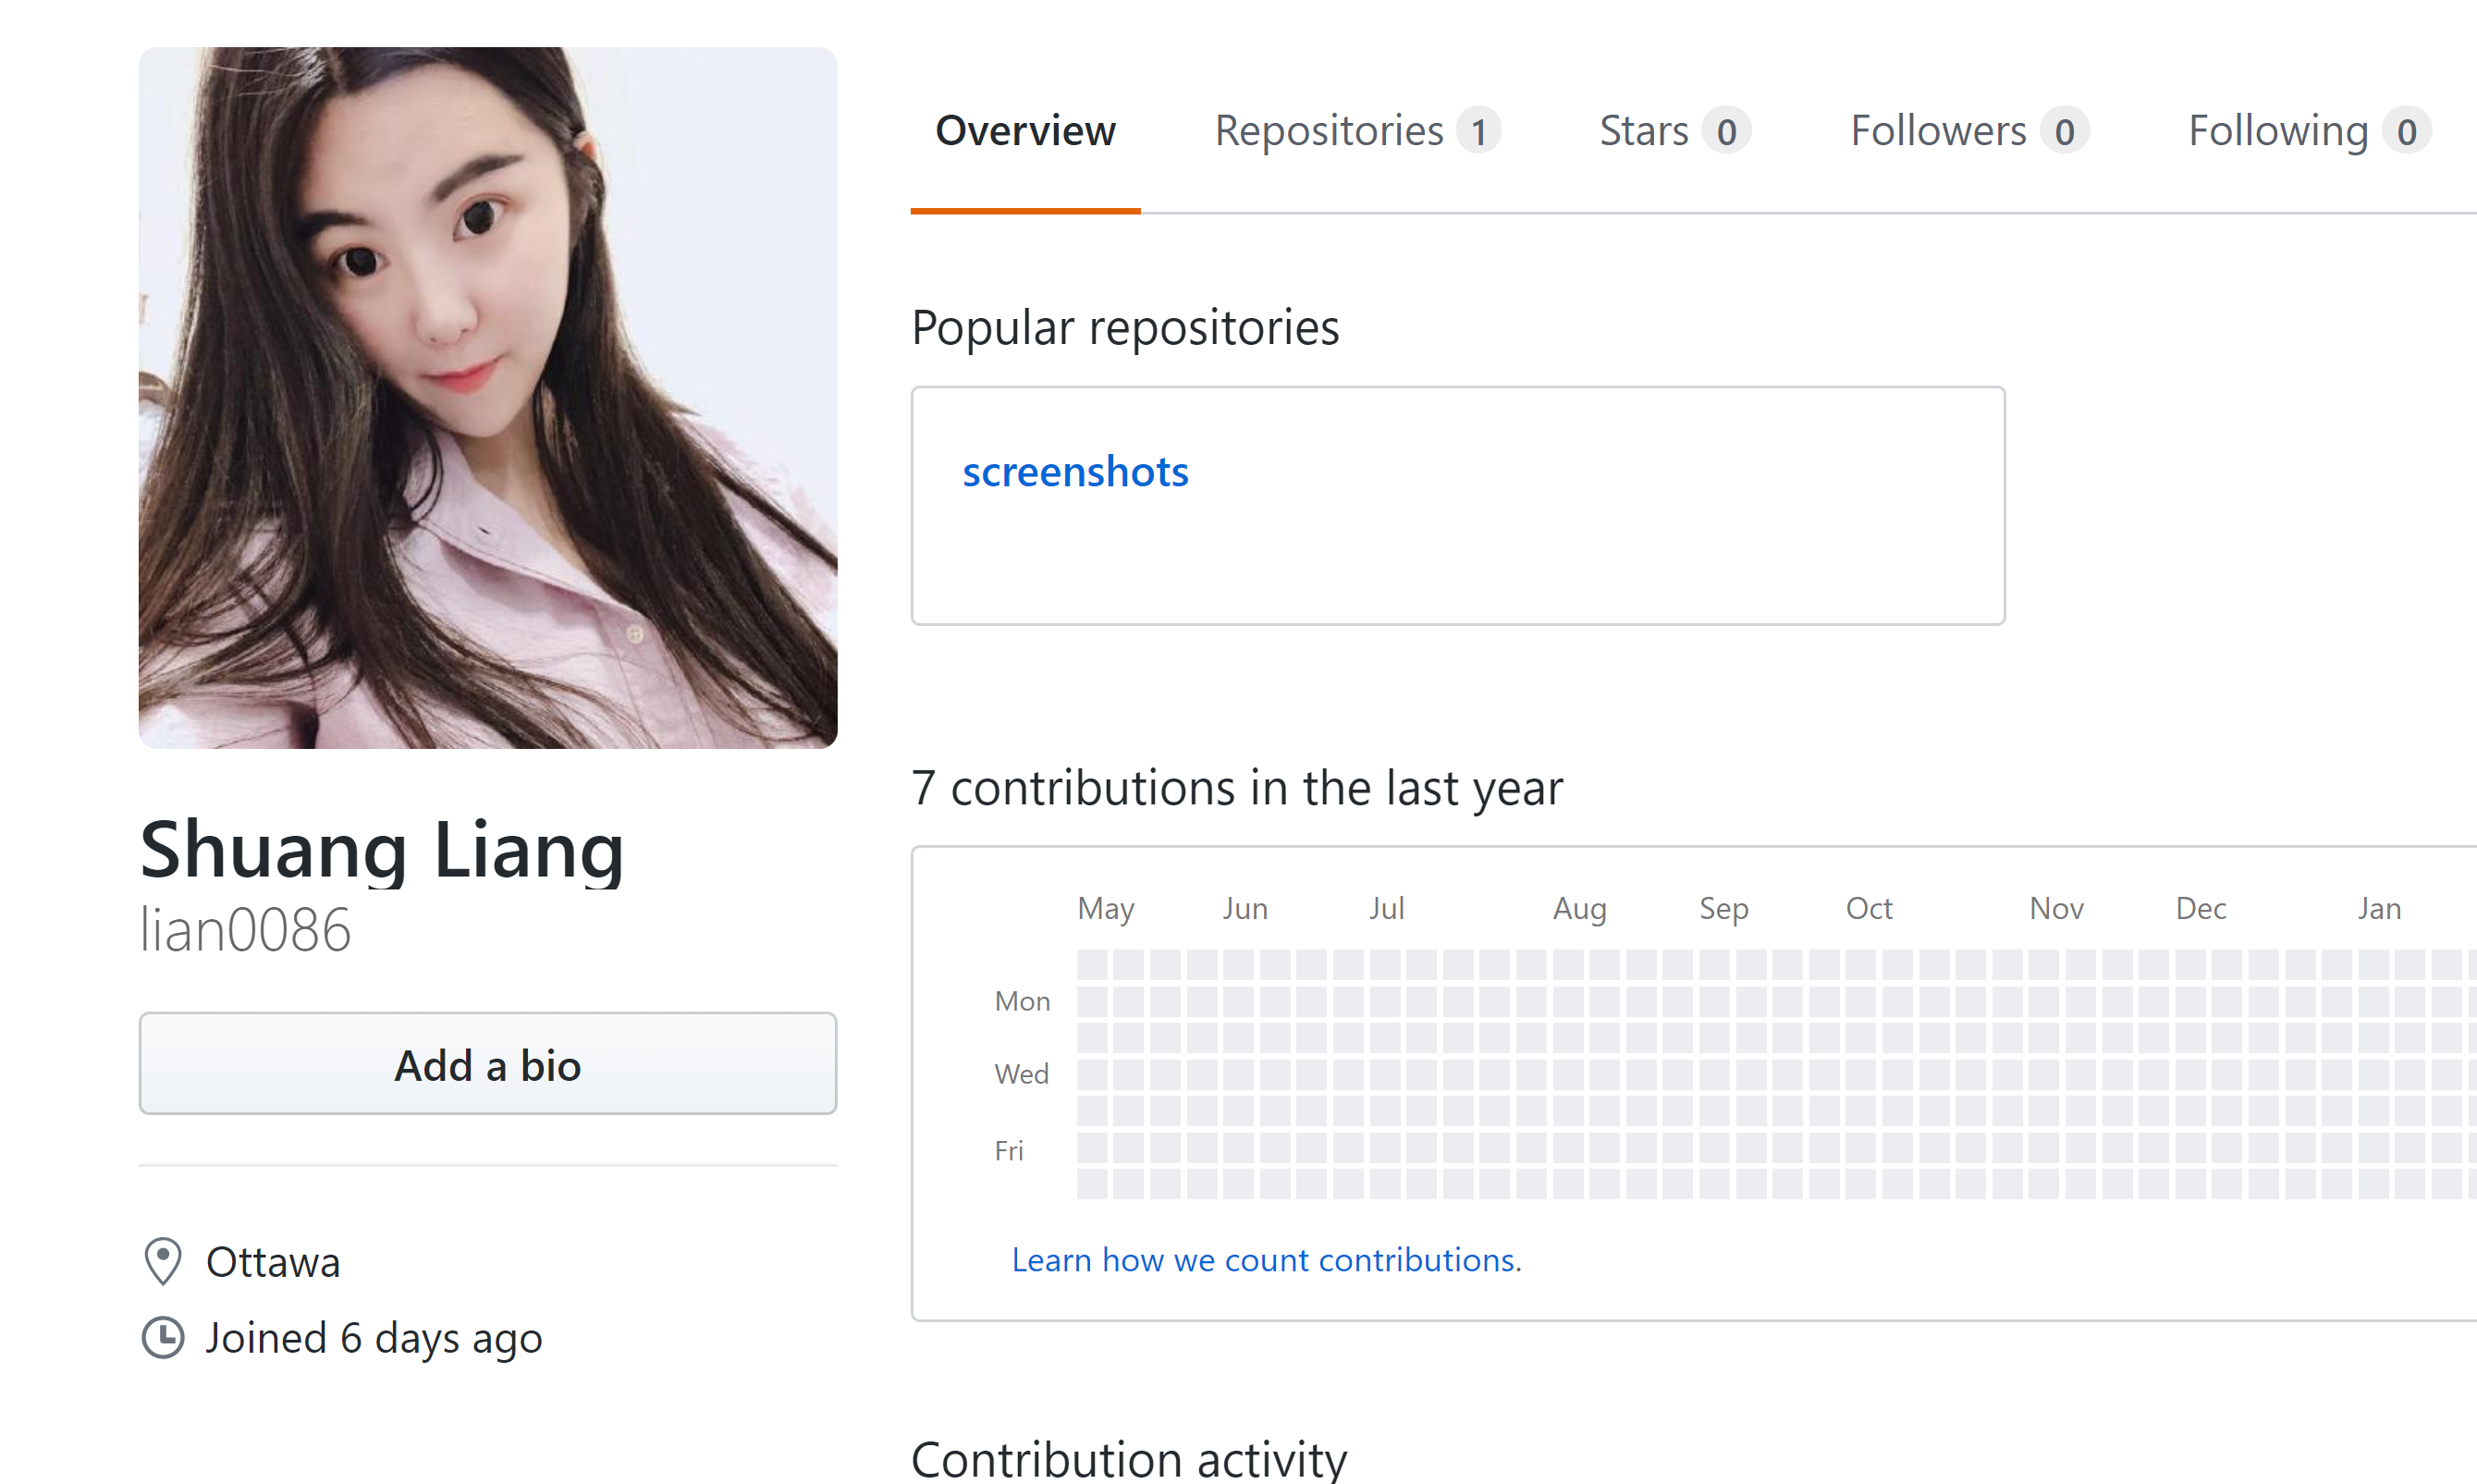 Overview Repositories 1 Stars 0 Followers 0 Following 0
Popular repositories
screenshots
7 contributions in the last year
May Jun Jul Aug Sep Oct Nov Dec Jan
Mon
Wed
Fri
Learn how we count contributions.
Contribution activity
Shuang Liang
lian0086
Add a bio
Ottawa
Joined 6 days ago